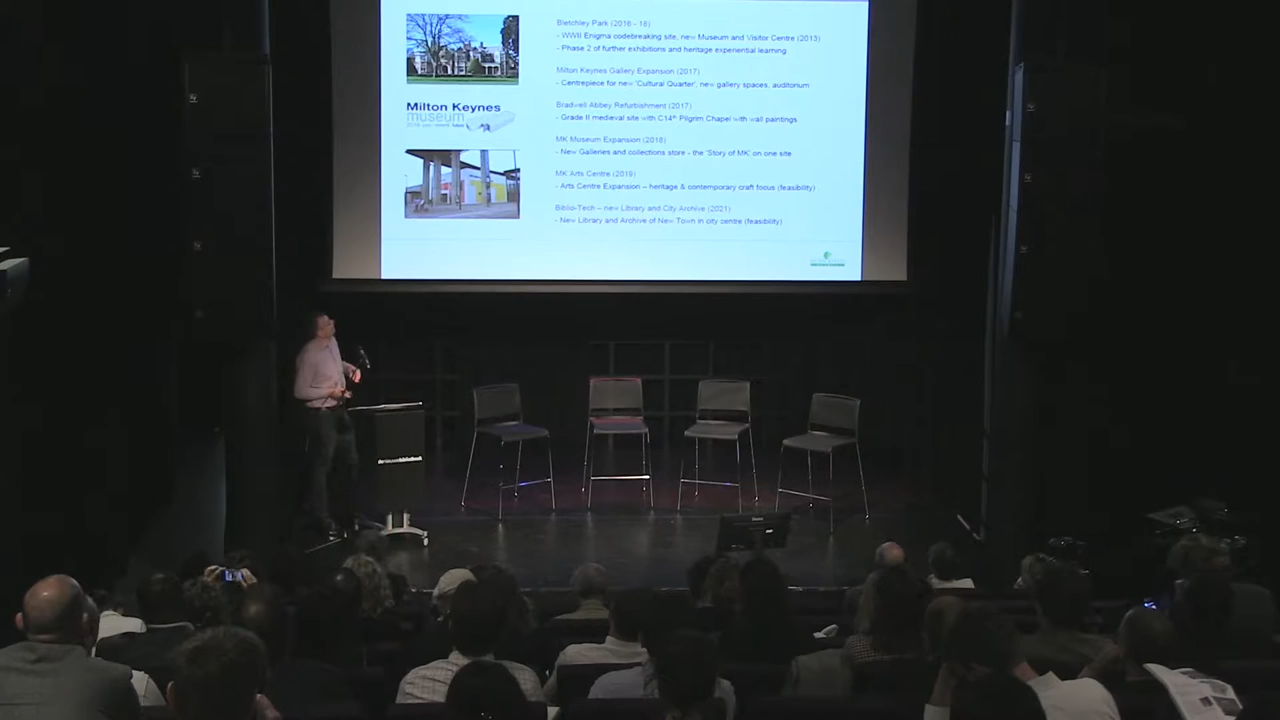 Bletchley Park (2016 - 18)
- WWII Enigma codebreaking site, new Museum and Visitor Centre (2013)
- Phase 2 of further exhibitions and heritage experiential learning
Milton Keynes Gallery Expansion (2017)
- Centrepiece for new 'Cultural Quarter', new gallery spaces, auditorium
Bradwell Abbey Refurbishment (2017)
- Grade II medieval site with C14th Pilgrim Chapel with wall paintings
MK Museum Expansion (2018)
- New Galleries and collections store - the 'Story of MK' on one site
MK Arts Centre (2019)
- Arts Centre Expansion – heritage & contemporary craft focus (feasibility)
Biblio-Tech – new Library and City Archive (2021)
- New Library and Archive of New Town in city centre (feasibility)
Milton Keynes
museum
denieuwebibliotheek